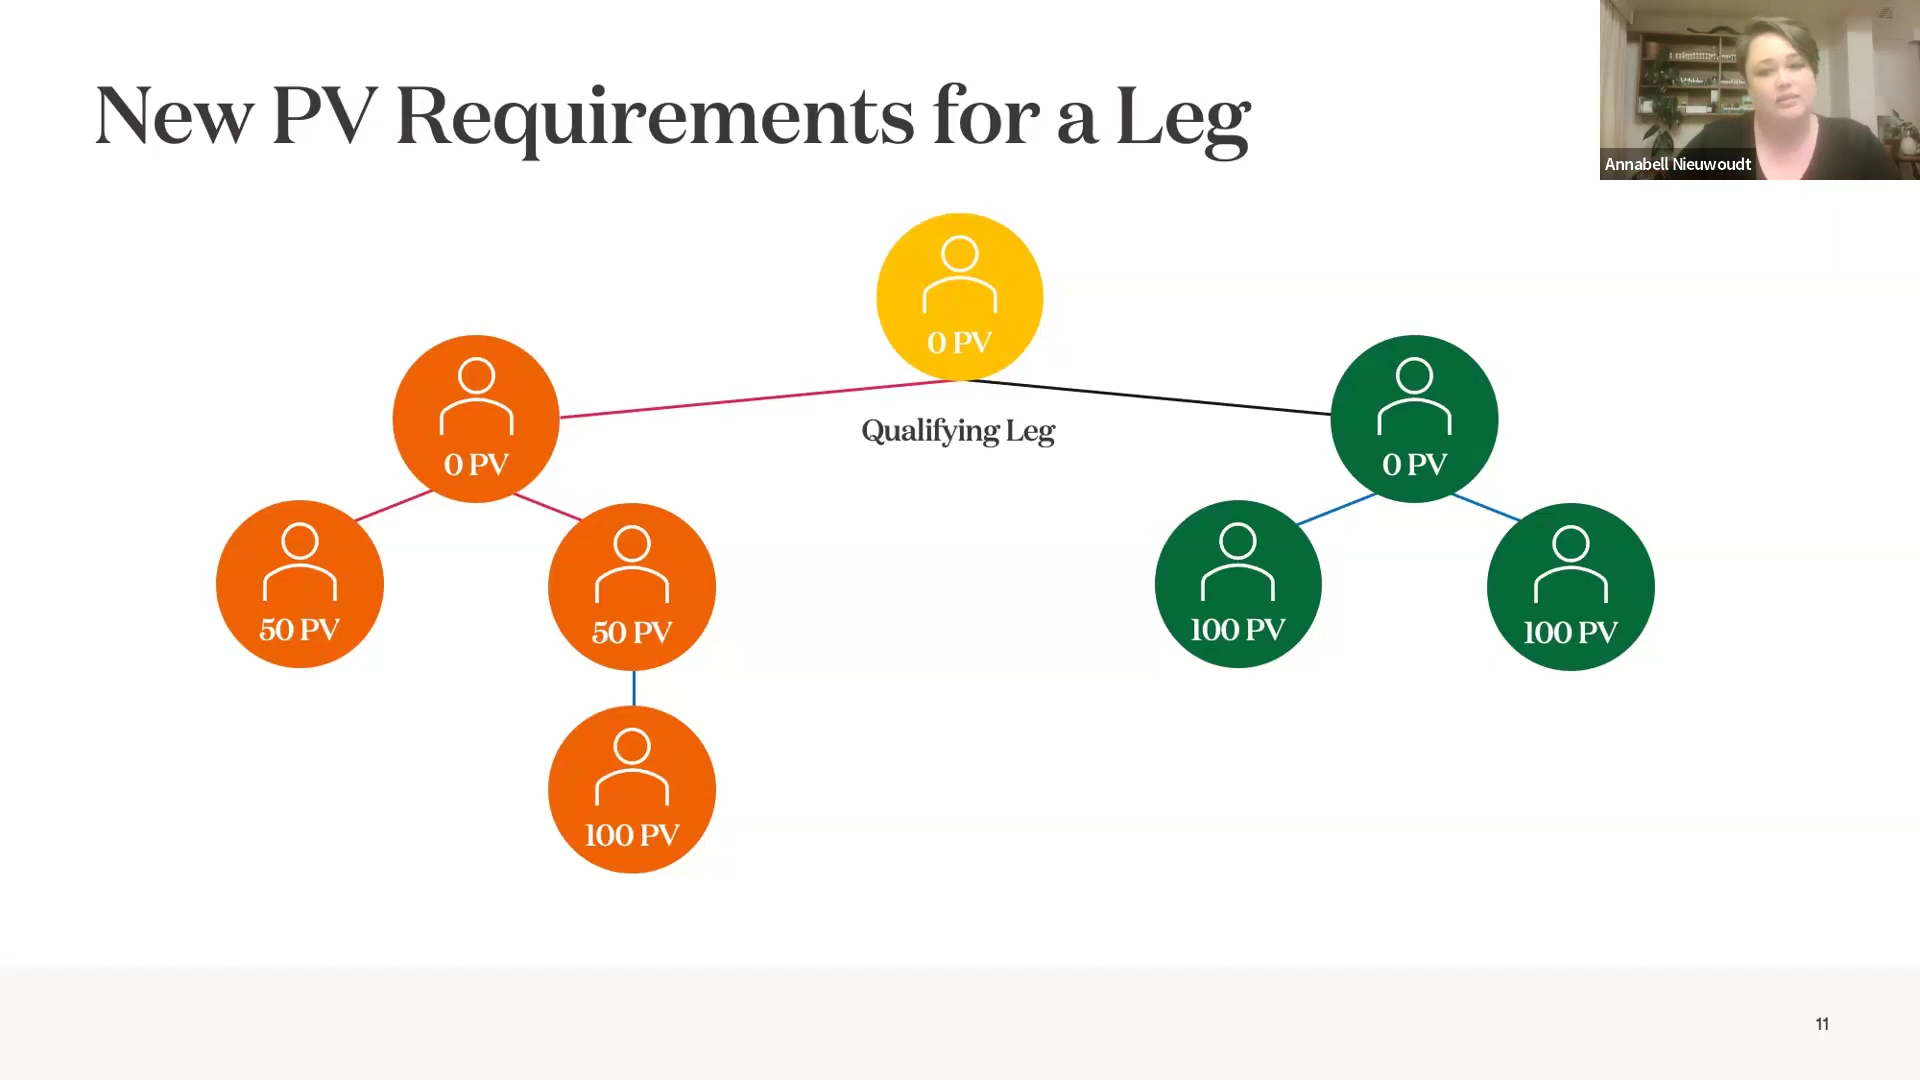 New PV Requirements for a Leg
Annabell Nieuwoudt
0 PV
Qualifying Leg
0 PV
0 PV
50 PV
50 PV
100 PV
100 PV
100 PV
11